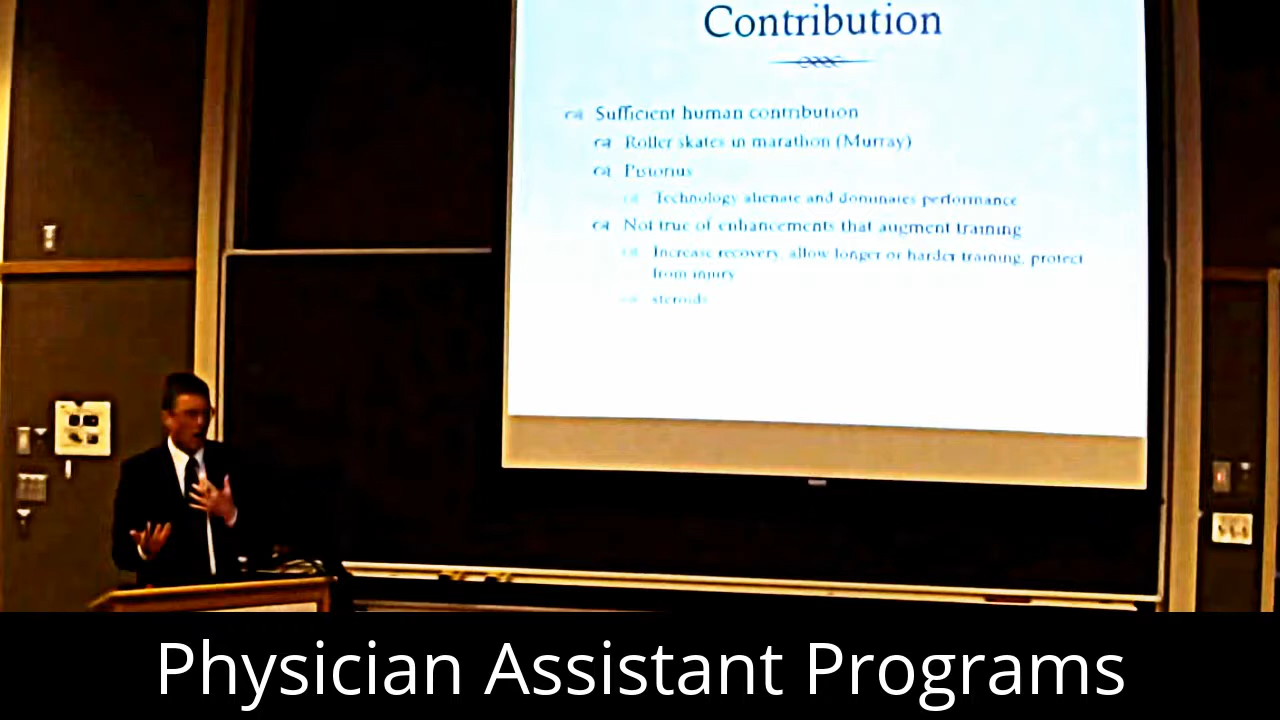 Contribution
Sufficient human contribution
Roller skates in marathon (Murray)
Pistorius
Technology alienate and dominates performance
Not true of enhancements that augment training
Increase recovery, allow longer or harder training, protect
from injury
steroids
Physician Assistant Programs